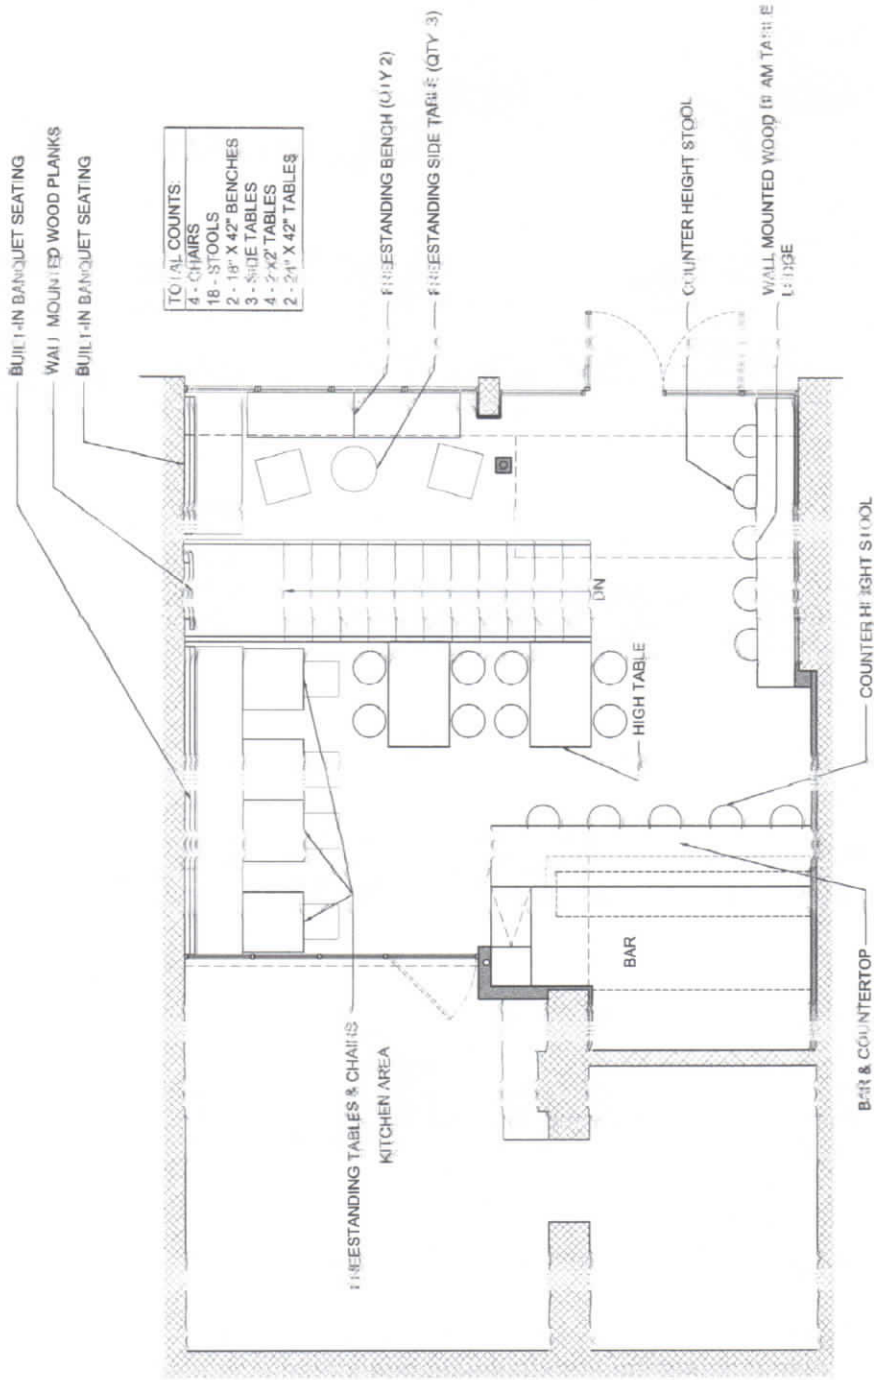 BUILT-IN BANQUET SEATING
WALL MOUNTED WOOD PLANKS
BUILT-IN BANQUET SEATING
TOTAL COUNTS:
4 - CHAIRS
18 - STOOLS
2 - 18" X 42" BENCHES
3 - SIDE TABLES
4 - 2'X2' TABLES
2 - 24" X 42" TABLES
FREESTANDING BENCH (QTY 2)
FREESTANDING SIDE TABLE (QTY 3)
COUNTER HEIGHT STOOL
WALL MOUNTED WOOD BEAM TABLE
LEDGE
DN
HIGH TABLE
COUNTER HEIGHT STOOL
BAR
BAR & COUNTERTOP
FREESTANDING TABLES & CHAIRS
KITCHEN AREA